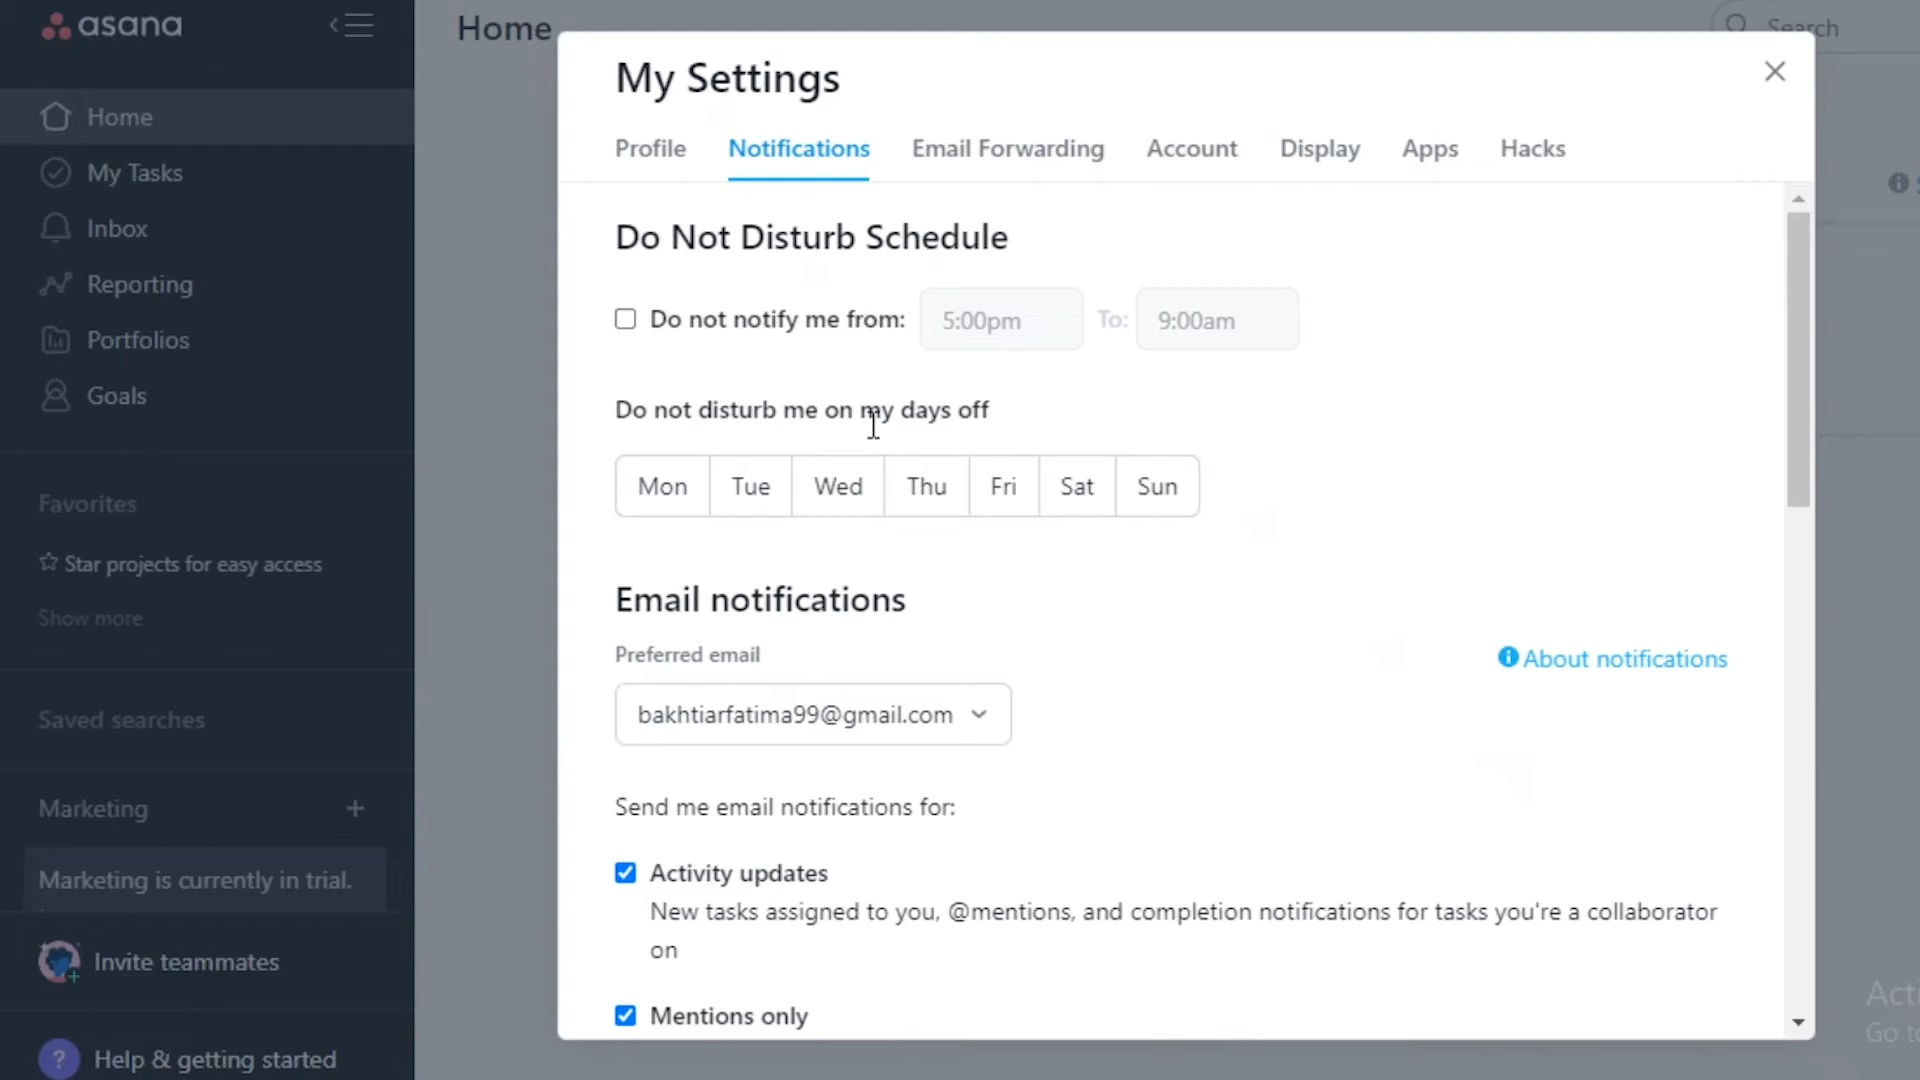 asana
Home
My Tasks
Inbox
Reporting
Portfolios
Goals
Favorites
Star projects for easy access
Show more
Saved searches
Marketing +
Marketing is currently in trial.
Invite teammates
? Help & getting started
Home
Search
My Settings
Profile Notifications Email Forwarding Account Display Apps Hacks
Do Not Disturb Schedule
Do not notify me from: 5:00pm To: 9:00am
Do not disturb me on my days off
Mon Tue Wed Thu Fri Sat Sun
Email notifications
Preferred email
About notifications
bakhtiarfatima99@gmail.com
Send me email notifications for:
Activity updates
New tasks assigned to you, @mentions, and completion notifications for tasks you're a collaborator
on
Mentions only
Go to